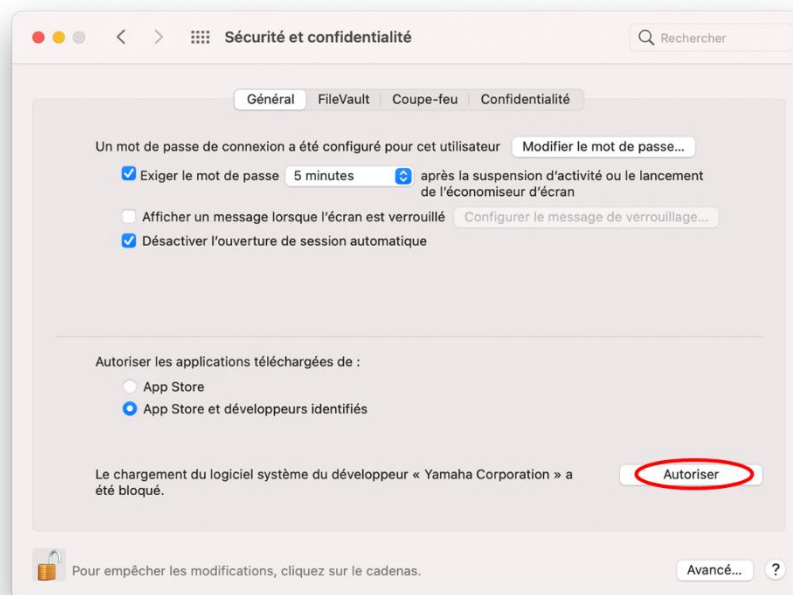 Sécurité et confidentialité
Rechercher
Général FileVault Coupe-feu Confidentialité
Un mot de passe de connexion a été configuré pour cet utilisateur Modifier le mot de passe...
Exiger le mot de passe 5 minutes après la suspension d’activité ou le lancement
de l’économiseur d’écran
Afficher un message lorsque l’écran est verrouillé Configurer le message de verrouillage...
Désactiver l’ouverture de session automatique
Autoriser les applications téléchargées de :
App Store
App Store et développeurs identifiés
Le chargement du logiciel système du développeur « Yamaha Corporation » a
été bloqué.
Autoriser
Pour empêcher les modifications, cliquez sur le cadenas.
Avancé... ?